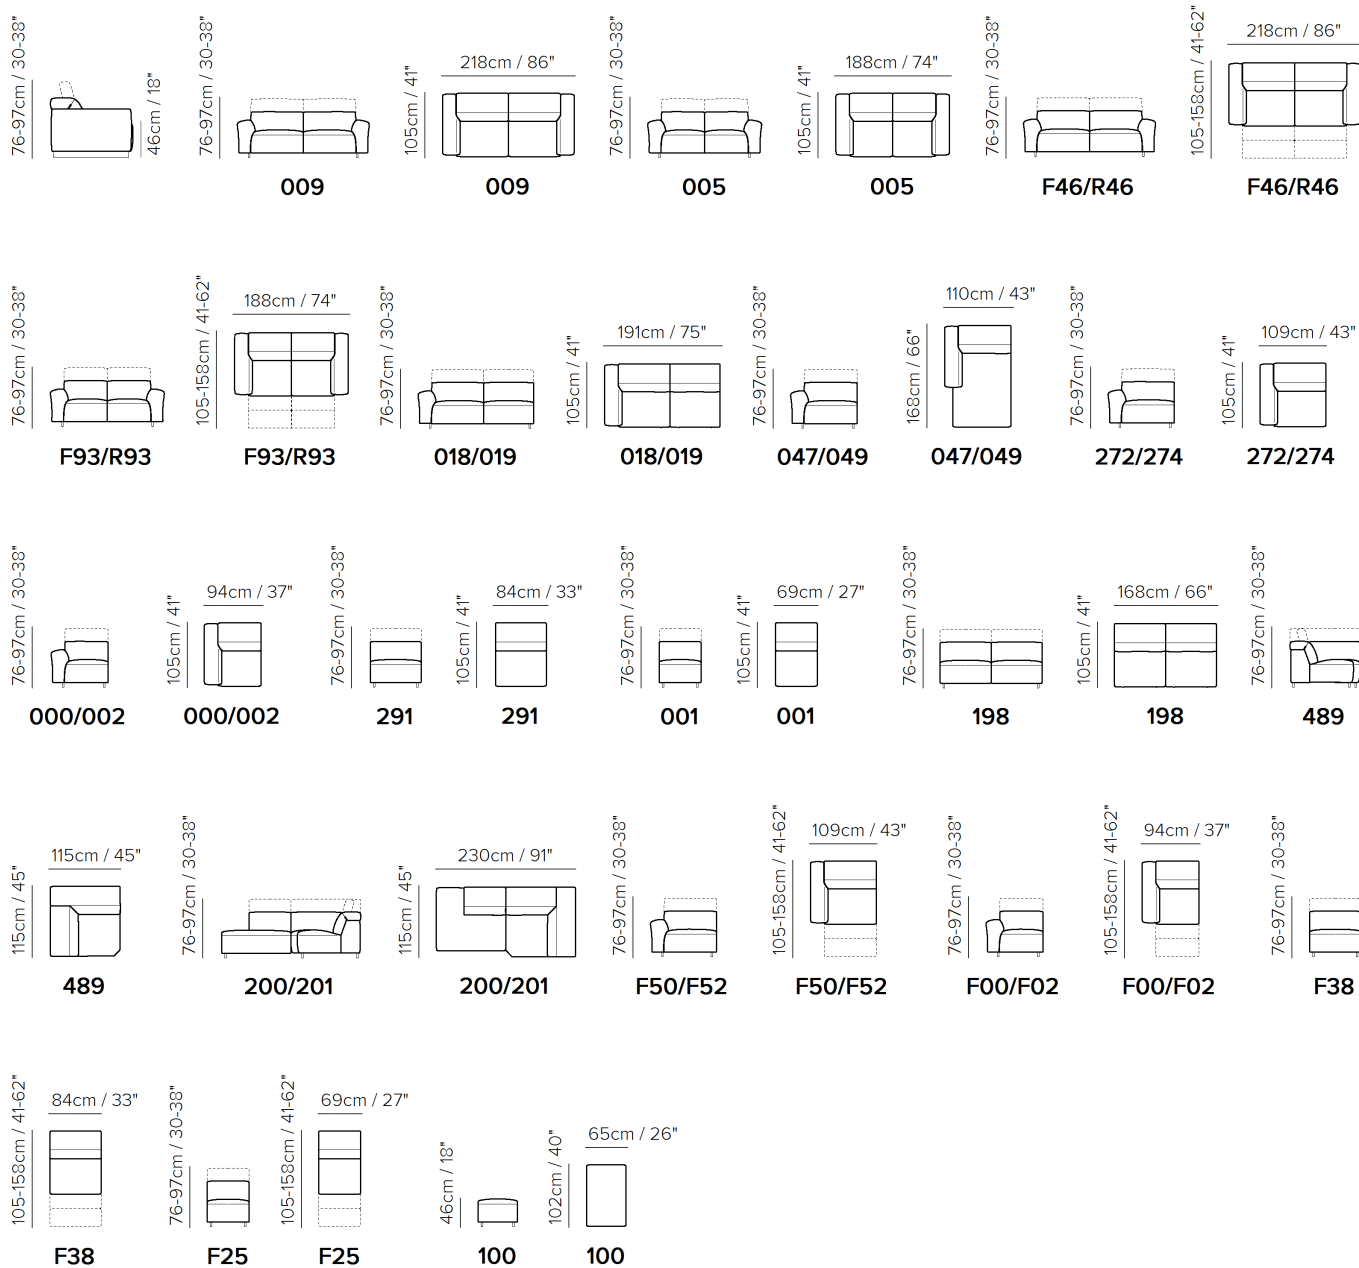 76-97cm / 30-38"
46cm / 18"
76-97cm / 30-38"
009
105cm / 41"
218cm / 86"
009
76-97cm / 30-38"
005
105cm / 41"
188cm / 74"
005
76-97cm / 30-38"
F46/R46
105-158cm / 41-62"
218cm / 86"
F46/R46
76-97cm / 30-38"
F93/R93
105-158cm / 41-62"
188cm / 74"
F93/R93
76-97cm / 30-38"
018/019
105cm / 41"
191cm / 75"
018/019
76-97cm / 30-38"
047/049
168cm / 66"
110cm / 43"
047/049
76-97cm / 30-38"
272/274
105cm / 41"
109cm / 43"
272/274
76-97cm / 30-38"
000/002
105cm / 41"
94cm / 37"
000/002
76-97cm / 30-38"
291
105cm / 41"
84cm / 33"
291
76-97cm / 30-38"
001
105cm / 41"
69cm / 27"
001
76-97cm / 30-38"
198
105cm / 41"
168cm / 66"
198
76-97cm / 30-38"
489
115cm / 45"
115cm / 45"
489
76-97cm / 30-38"
200/201
115cm / 45"
230cm / 91"
200/201
76-97cm / 30-38"
F50/F52
105-158cm / 41-62"
109cm / 43"
F50/F52
76-97cm / 30-38"
F00/F02
105-158cm / 41-62"
94cm / 37"
F00/F02
76-97cm / 30-38"
F38
105-158cm / 41-62"
84cm / 33"
F38
76-97cm / 30-38"
F25
105-158cm / 41-62"
69cm / 27"
F25
46cm / 18"
100
102cm / 40"
65cm / 26"
100